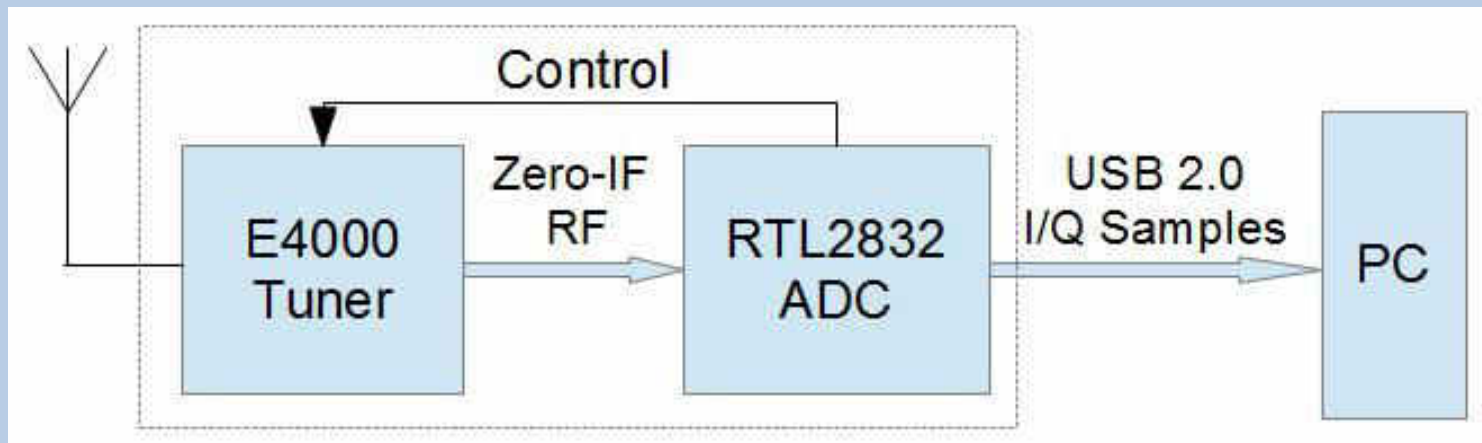 Control
E4000
Tuner
Zero-IF
RF
RTL2832
ADC
USB 2.0
I/Q Samples
PC